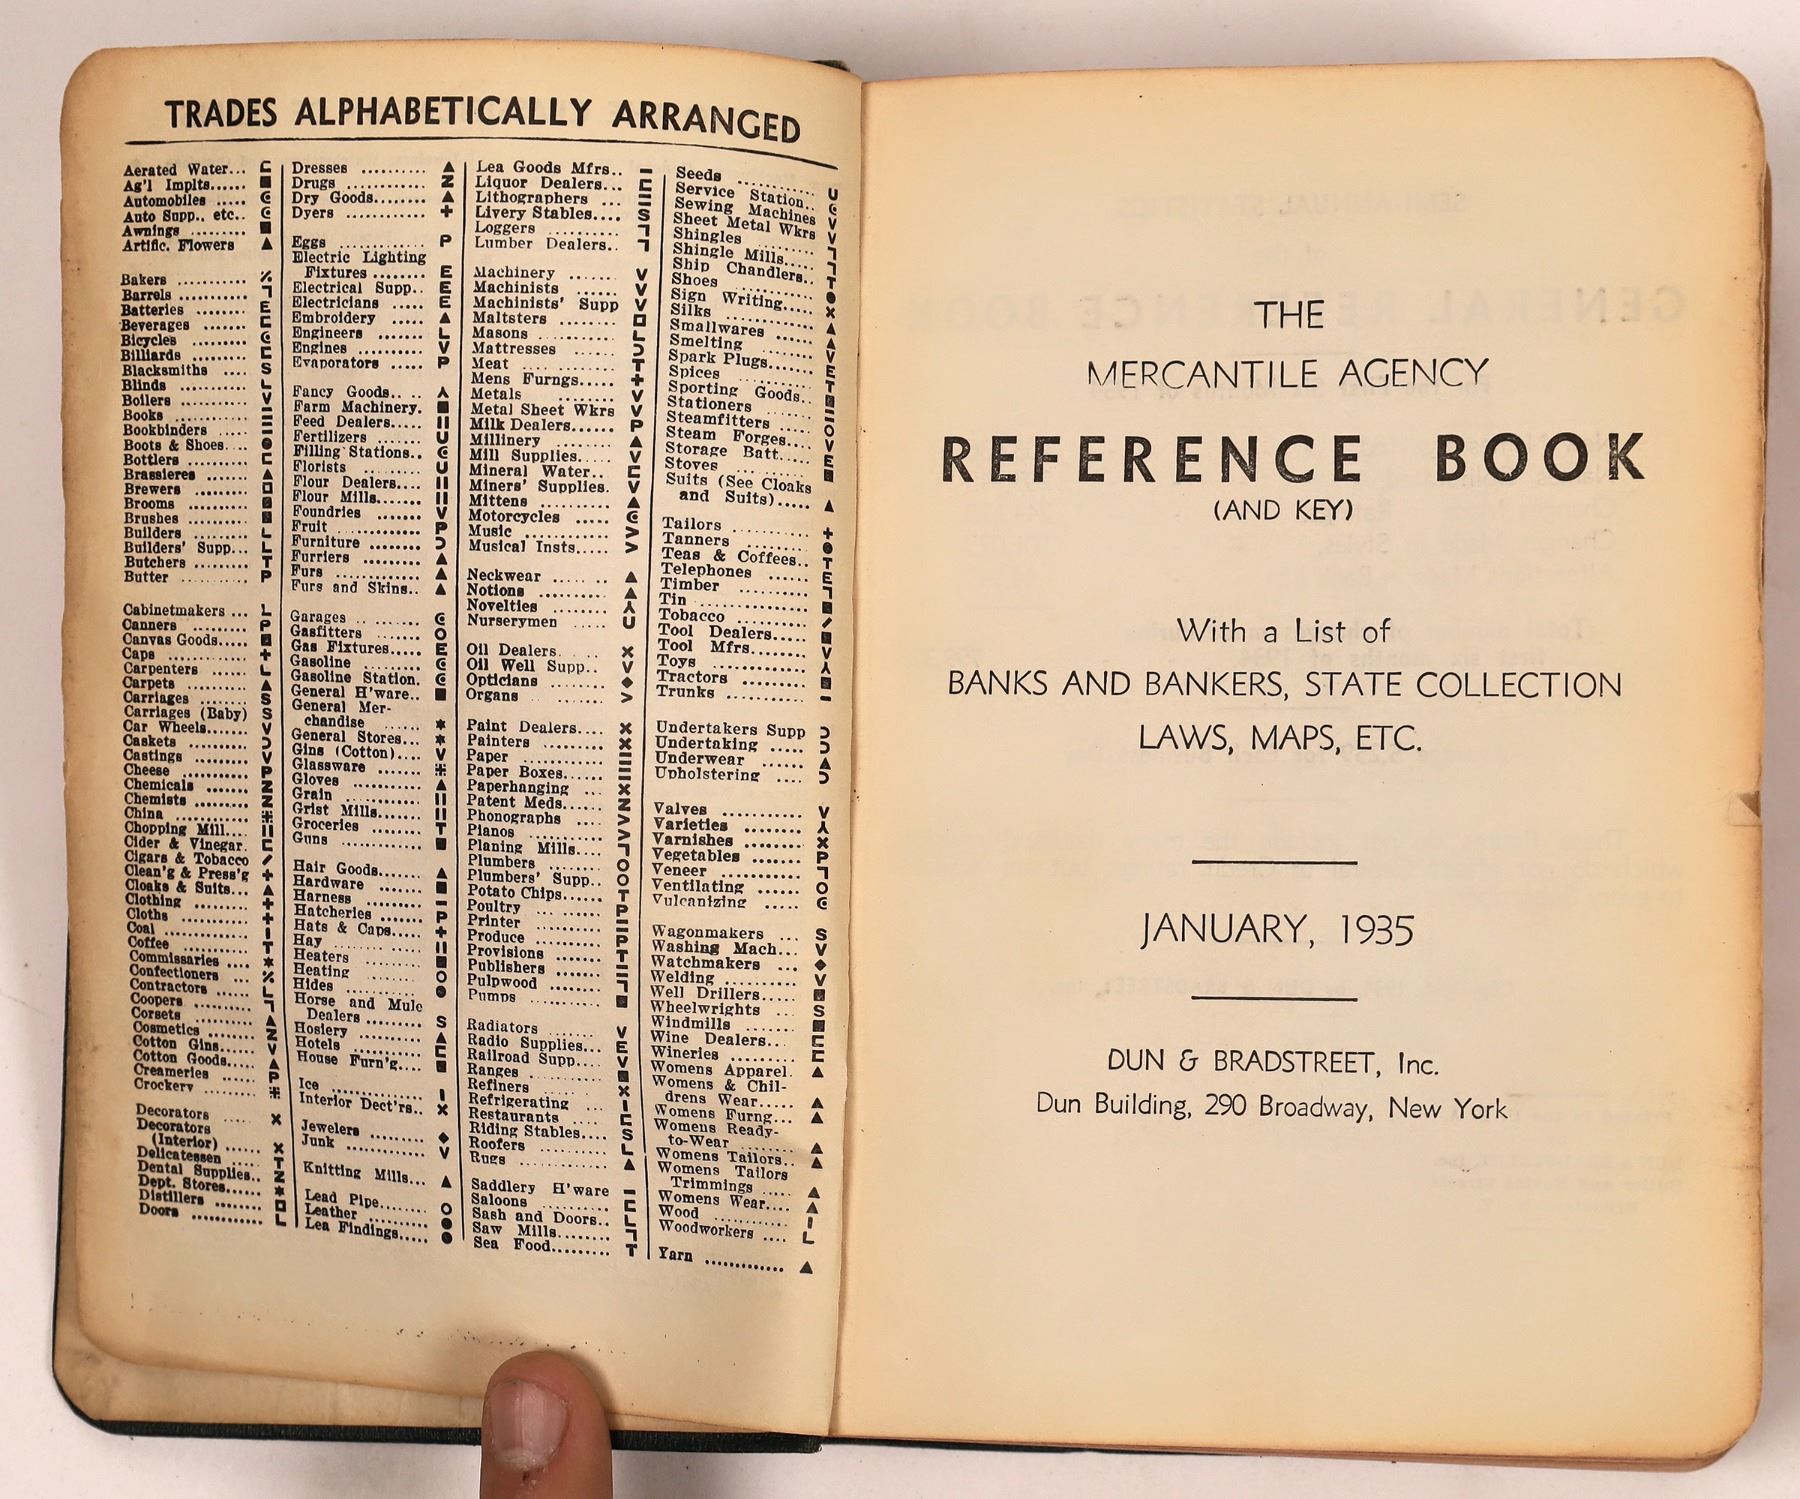 TRADES ALPHABETICALLY ARRANGED
Aerated Water... ⊏
Ag'l Implts...... ■
Automobiles .....
Auto Supp., etc..
Awnings ......... ■
Artific. Flowers ▲
Bakers ..........
Barrels ..........
Batteries ......... E
Beverages ....... ⊏
Bicycles .........
Billiards ......... ⊏
Blacksmiths .... S
Blinds ........... L
Boilers .......... V
Books ........... =
Bookbinders .... =
Boots & Shoes.... ●
Bottlers .......... ⊏
Brassieres ....... ▲
Brewers .........
Brooms ..........
Brushes .........
Builders ......... L
Builders' Supp... L
Butchers ........ T
Butter .......... P
Cabinetmakers ... L
Canners ......... P
Canvas Goods.....
Caps ............ +
Carpenters ...... L
Carpets .......... ▲
Carriages ........ S
Carriages (Baby) S
Car Wheels....... V
Caskets ..........
Castings ......... V
Cheese .......... P
Chemicals ....... Z
Chemists ........ Z
China ...........
Chopping Mill.... II
Cider & Vinegar. ⊏
Cigars & Tobacco /
Clean'g & Press'g +
Cloaks & Suits... ▲
Clothing ......... +
Cloths ........... +
Coal ............. I
Coffee ........... T
Commissaries .... ✶
Confectioners ...
Contractors ..... L
Coopers ..........
Corsets .......... ▲
Cosmetics ........ Z
Cotton Gins..... V
Cotton Goods..... ▲
Creameries ...... P
Crockery ........
Decorators ..... ×
Decorators
(Interior) ...... ×
Delicatessen ..... T
Dental Supplies.. Z
Dept. Stores...... ✶
Distillers ........
Doors ........... L
Dresses .......... ▲
Drugs ........... Z
Dry Goods........ ▲
Dyers ........... +
Eggs ............ P
Electric Lighting
Fixtures ........ E
Electrical Supp.. E
Electricians ..... E
Embroidery ..... ▲
Engineers ....... L
Engines ......... V
Evaporators ..... P
Fancy Goods.. ..
Farm Machinery. ■
Feed Dealers..... II
Fertilizers ...... U
Filling Stations..
Florists ........ U
Flour Dealers.... II
Flour Mills...... II
Foundries ....... V
Fruit ........... P
Furniture ........
Furriers ......... ▲
Furs ............ ▲
Furs and Skins.. ▲
Garages .. ......
Gasfitters ....... O
Gas Fixtures..... E
Gasoline ........
Gasoline Station.
General H'ware.. ■
General Mer-
chandise ...... ✶
General Stores... ✶
Gins (Cotton).... V
Glassware .......
Gloves .......... ▲
Grain ........... II
Grist Mills....... II
Groceries ........ T
Guns ............ ■
Hair Goods....... ▲
Hardware ....... ■
Harness ......... −
Hatcheries ...... P
Hats & Caps..... +
Hay ............. II
Heaters ......... ■
Heating ......... O
Hides ........... ●
Horse and Mule
Dealers ......... S
Hosiery ......... ▲
Hotels .......... ⊏
House Furn'g.... ■
Ice .............. I
Interior Dect'rs.. ×
Jewelers ......... ◆
Junk ............ V
Knitting Mills... ▲
Lead Pipe........ O
Leather ......... ●
Lea Findings..... ●
Lea Goods Mfrs.. −
Liquor Dealers... ⊏
Lithographers ... =
Livery Stables.... S
Loggers .........
Lumber Dealers..
Machinery ...... V
Machinists ...... V
Machinists' Supp V
Maltsters ........
Masons .......... L
Mattresses .......
Meat ............ T
Mens Furngs..... +
Metals .......... V
Metal Sheet Wkrs V
Milk Dealers...... P
Millinery ........ ▲
Mill Supplies..... V
Mineral Water.. ⊏
Miners' Supplies. V
Mittens .......... ▲
Motorcycles .....
Music ........... >
Musical Insts..... >
Neckwear ....... ▲
Notions .......... ▲
Novelties ........
Nurserymen ..... U
Oil Dealers....... ×
Oil Well Supp.. V
Opticians ........ ◆
Organs .......... >
Paint Dealers.... ×
Painters ......... ×
Paper ...........
Paper Boxes......
Paperhanging ... ×
Patent Meds...... Z
Phonographs .... >
Pianos .......... >
Planing Mills....
Plumbers ........ O
Plumbers' Supp.. O
Potato Chips...... T
Poultry ......... P
Printer .......... =
Produce .......... P
Provisions ....... T
Publishers ....... =
Pulpwood ........
Pumps .......... ■
Radiators ....... V
Radio Supplies... E
Railroad Supp.... V
Ranges .......... ■
Refiners ......... ×
Refrigerating ... I
Restaurants ..... ⊏
Riding Stables.... S
Roofers .......... L
Rugs ............ ▲
Saddlery H'ware −
Saloons .......... ⊏
Sash and Doors.. L
Saw Mills........
Sea Food......... T
Seeds ........... U
Service Station..
Sewing Machines V
Sheet Metal Wkrs V
Shingles .........
Shingle Mills.....
Ship Chandlers.. T
Shoes ........... ●
Sign Writing..... ×
Silks ............ ▲
Smallwares ...... ▲
Smelting ........ V
Spark Plugs...... E
Spices ........... T
Sporting Goods.. ■
Stationers ....... =
Steamfitters ..... O
Steam Forges.... V
Storage Batt..... E
Stoves ........... ■
Suits (See Cloaks
and Suits)..... ▲
Tailors .......... +
Tanners ......... ●
Teas & Coffees.. T
Telephones ...... E
Timber ..........
Tin ............. ■
Tobacco ......... /
Tool Dealers..... ■
Tool Mfrs........ V
Toys ............
Tractors ......... ■
Trunks .......... −
Undertakers Supp
Undertaking .....
Underwear ...... ▲
Upholstering ....
Valves .......... V
Varieties ........
Varnishes ....... ×
Vegetables ...... P
Veneer ..........
Ventilating ...... O
Vulcanizing .....
Wagonmakers ... S
Washing Mach... V
Watchmakers ... ◆
Welding ........ V
Well Drillers..... ■
Wheelwrights ... S
Windmills ....... ■
Wine Dealers... ⊏
Wineries ........ ⊏
Womens Apparel. ▲
Womens & Chil-
drens Wear..... ▲
Womens Furng... ▲
Womens Ready-
to-Wear ....... ▲
Womens Tailors.. ▲
Womens Tailors
Trimmings ..... ▲
Womens Wear.... ▲
Wood ........... I
Woodworkers .... L
Yarn ............ ▲
THE
MERCANTILE AGENCY
REFERENCE BOOK
(AND KEY)
With a List of
BANKS AND BANKERS, STATE COLLECTION
LAWS, MAPS, ETC.
JANUARY, 1935
DUN & BRADSTREET, Inc.
Dun Building, 290 Broadway, New York